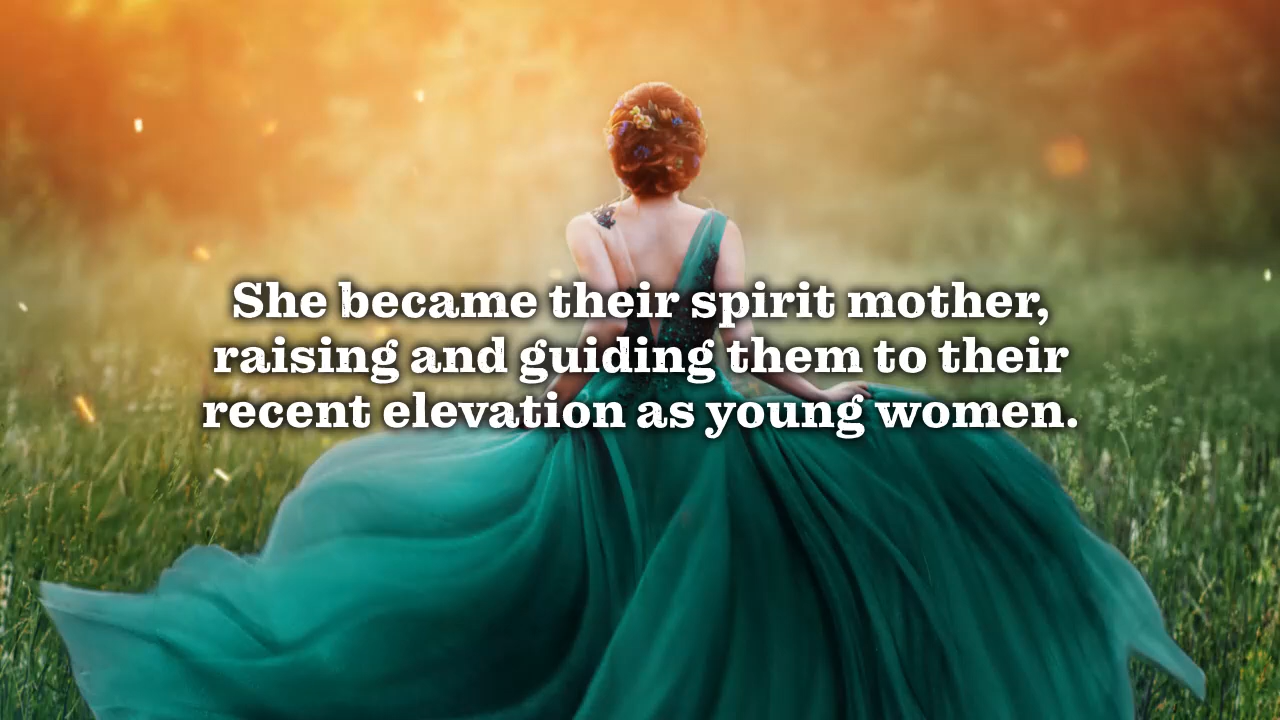 She became their spirit mother,
raising and guiding them to their
recent elevation as young women.